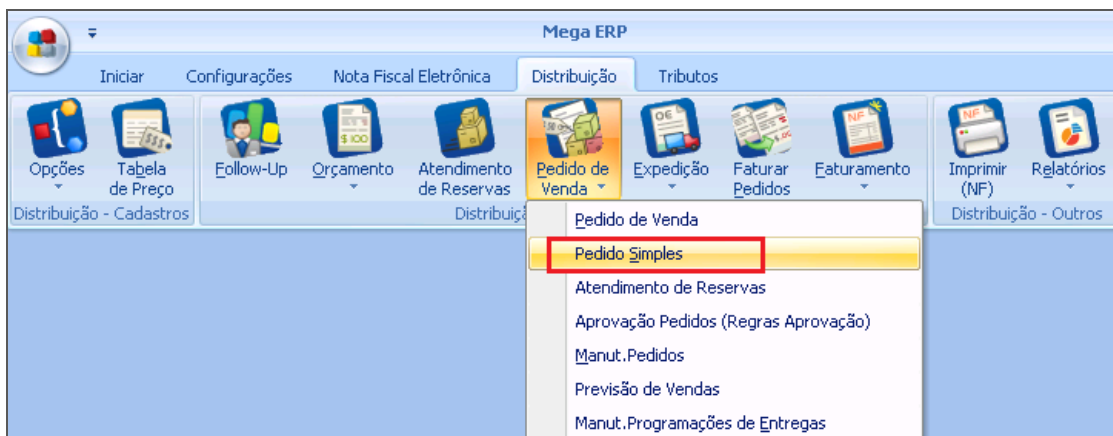 Mega ERP
Iniciar Configurações Nota Fiscal Eletrônica Distribuição Tributos
Opções Tabela de Preço Follow-Up Orçamento Atendimento de Reservas Pedido de Venda Expedição Faturar Pedidos Faturamento Imprimir (NF) Relatórios
Distribuição - Cadastros Distribuiçã Distribuição - Outros
Pedido de Venda
Pedido Simples
Atendimento de Reservas
Aprovação Pedidos (Regras Aprovação)
Manut.Pedidos
Previsão de Vendas
Manut.Programações de Entregas